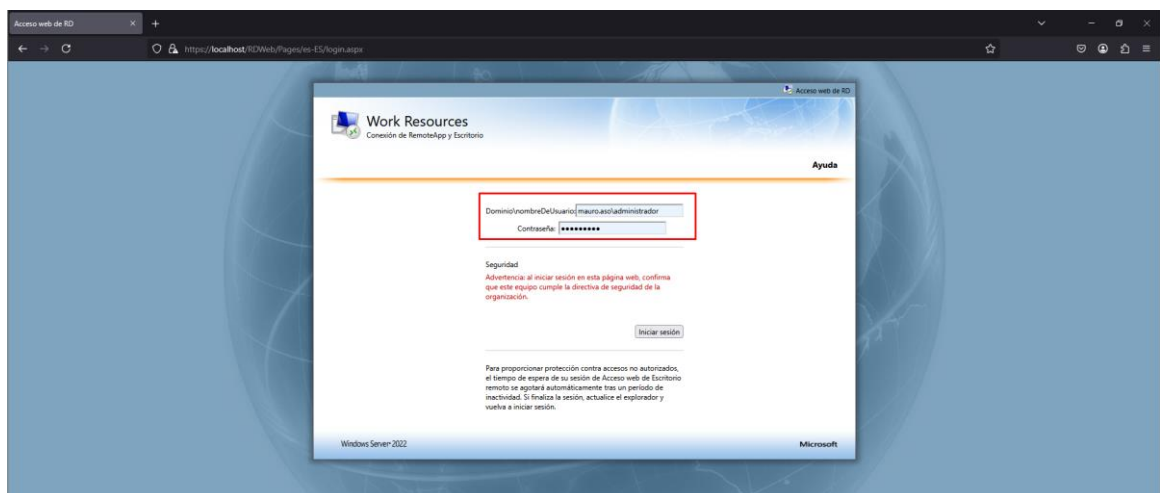 Acceso web de RD
https://localhost/RDWeb/Pages/es-ES/login.aspx
Acceso web de RD
Work Resources
Conexión de RemoteApp y Escritorio
Ayuda
Dominio\nombreDeUsuario: mauro.aso\administrador
Contraseña: •••••••••
Seguridad
Advertencia: al iniciar sesión en esta página web, confirma
que este equipo cumple la directiva de seguridad de la
organización.
Iniciar sesión
Para proporcionar protección contra accesos no autorizados,
el tiempo de espera de su sesión de Acceso web de Escritorio
remoto se agotará automáticamente tras un período de
inactividad. Si finaliza la sesión, actualice el explorador y
vuelva a iniciar sesión.
Windows Server 2022
Microsoft